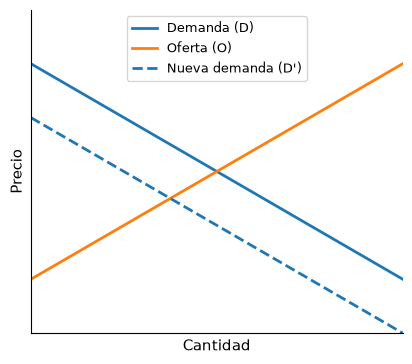 Demanda (D)
Oferta (O)
Nueva demanda (D')
Precio
Cantidad